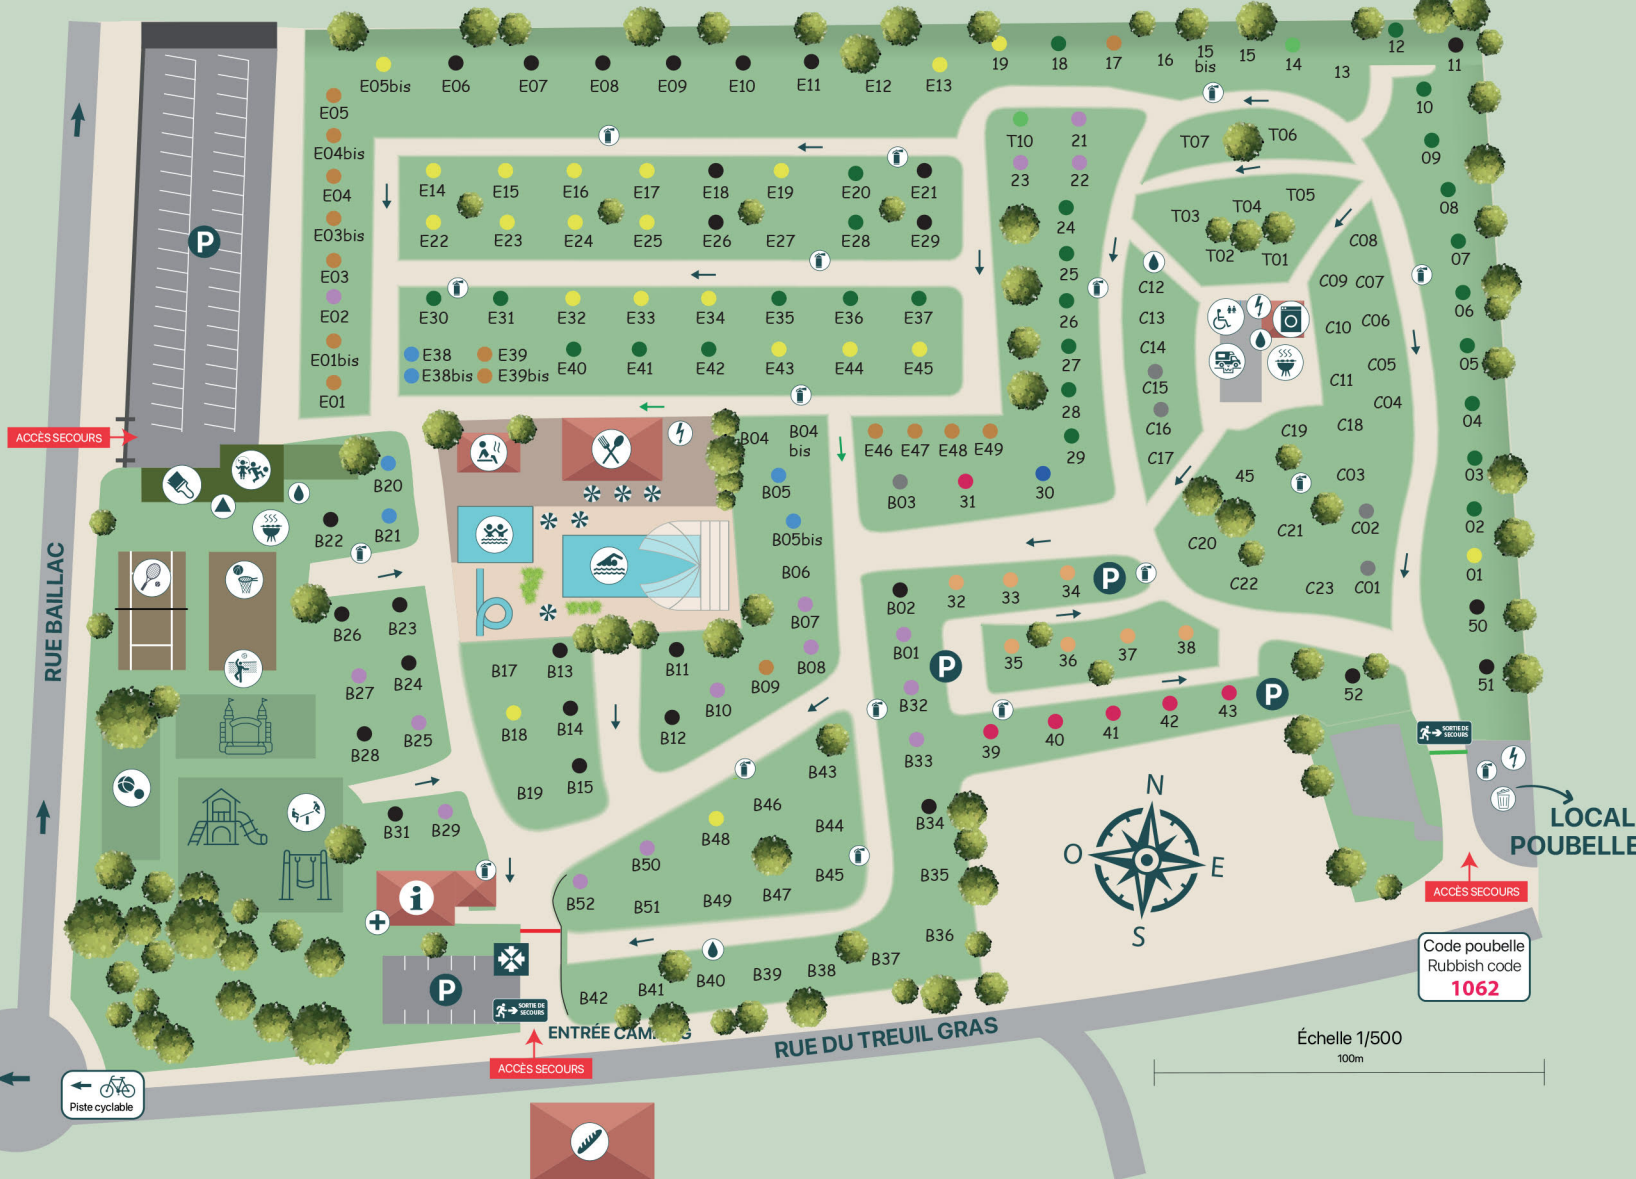 19
18
17
16
15
bis
15
14
13
12
11
E05bis
E06
E07
E08
E09
E10
E11
E12
E13
E05
E04bis
E04
E03bis
E03
E02
E01bis
E01
P
E14
E15
E16
E17
E18
E19
E20
E21
E22
E23
E24
E25
E26
E27
E28
E29
E30
E31
E32
E33
E34
E35
E36
E37
E38
E39
E38bis
E39bis
E40
E41
E42
E43
E44
E45
T10
21
23
22
24
25
26
27
28
29
T07
T06
T05
T04
T03
T02
T01
10
09
08
07
06
05
04
03
02
01
50
51
52
C08
C09
C07
C12
C13
C10
C06
C14
C05
C15
C11
C04
C16
C19
C18
C17
45
C03
C20
C21
C02
C22
C23
C01
ACCÈS SECOURS
RUE BAILLAC
B20
B21
B22
B26
B23
B27
B24
B28
B25
B31
B29
B04
B04
bis
B05
B05bis
B06
B07
B08
B09
B10
B11
B12
B17
B13
B18
B14
B19
B15
E46
E47
E48
E49
B03
31
30
B02
32
33
34
P
B01
35
36
37
38
P
B32
39
40
41
42
43
P
B33
B34
B35
B36
B37
B43
B46
B44
B48
B45
B50
B47
B52
B51
B49
B42
B41
B40
B39
B38
i
P
SORTIE DE
SECOURS
ENTRÉE CAM
G
ACCÈS SECOURS
RUE DU TREUIL GRAS
Piste cyclable
N
O
E
S
SORTIE DE
SECOURS
LOCAL
POUBELLE
ACCÈS SECOURS
Code poubelle
Rubbish code
1062
Échelle 1/500
100m